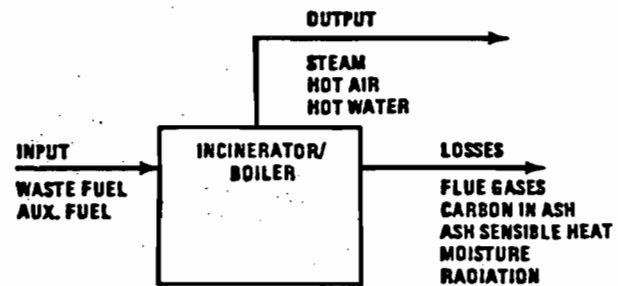 OUTPUT
STEAM
HOT AIR
HOT WATER
INPUT
WASTE FUEL
AUX. FUEL
INCINERATOR/
BOILER
LOSSES
FLUE GASES
CARBON IN ASH
ASH SENSIBLE HEAT
MOISTURE
RADIATION